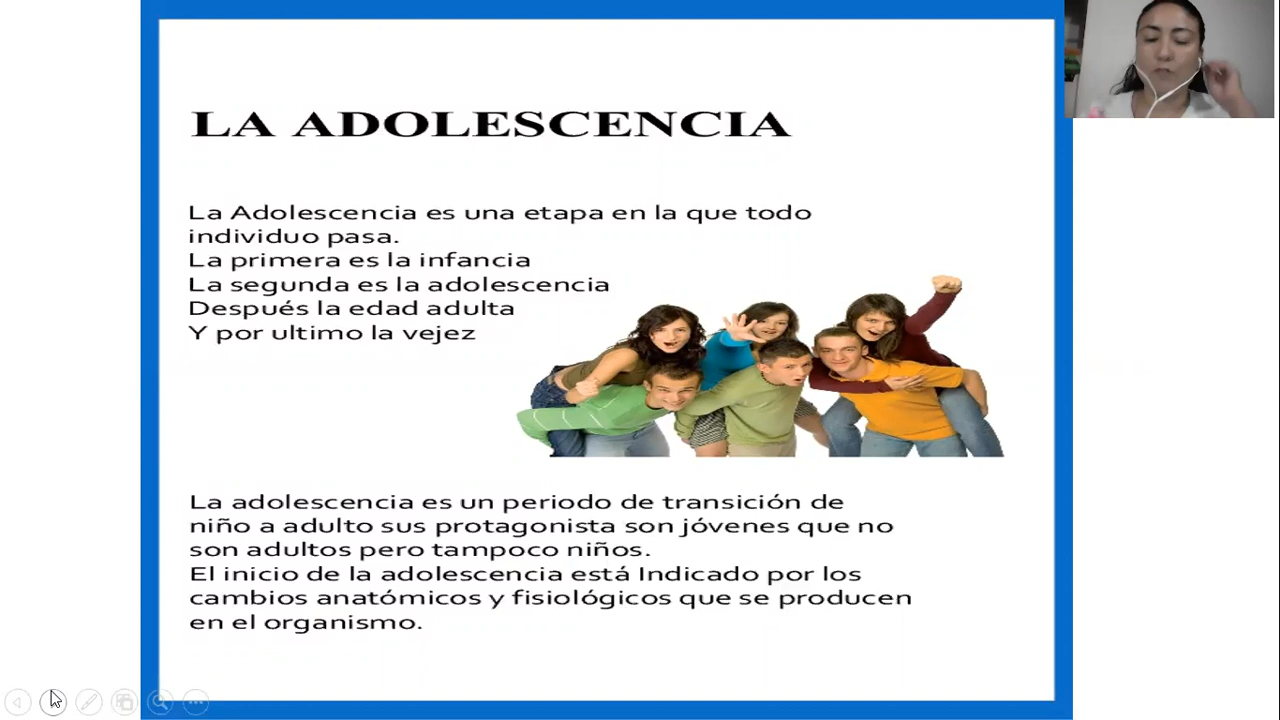 LA ADOLESCENCIA
La Adolescencia es una etapa en la que todo
individuo pasa.
La primera es la infancia
La segunda es la adolescencia
Después la edad adulta
Y por ultimo la vejez
La adolescencia es un periodo de transición de
niño a adulto sus protagonista son jóvenes que no
son adultos pero tampoco niños.
El inicio de la adolescencia está Indicado por los
cambios anatómicos y fisiológicos que se producen
en el organismo.